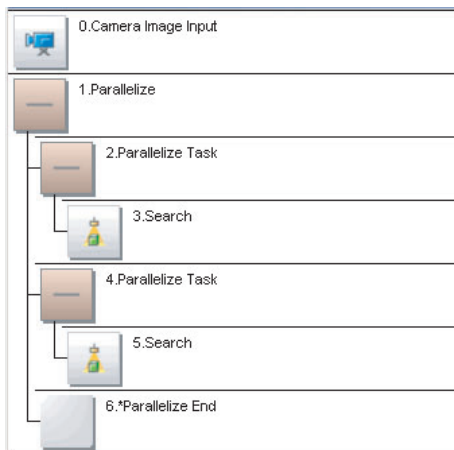 0.Camera Image Input
1.Parallelize
2.Parallelize Task
3.Search
4.Parallelize Task
5.Search
6.*Parallelize End